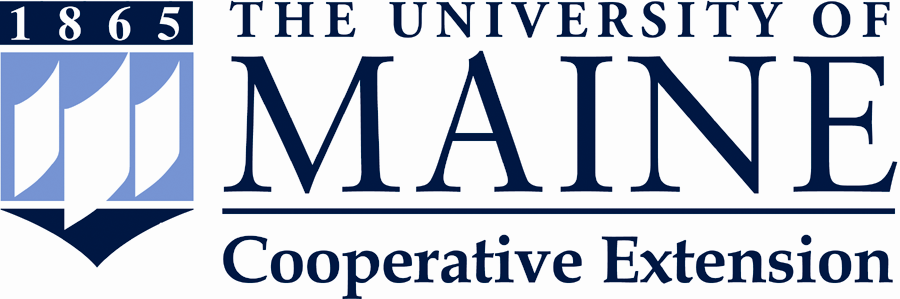 1865
THE UNIVERSITY OF
MAINE
Cooperative Extension